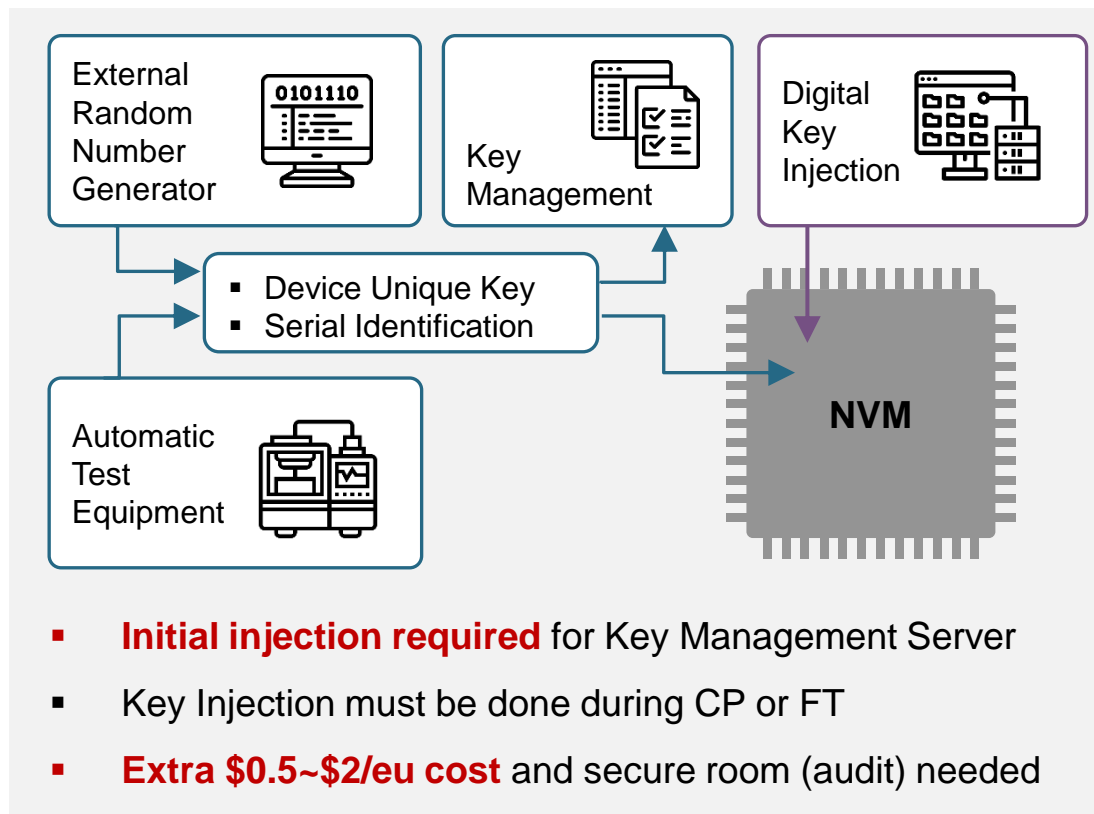 External
Random
Number
Generator
0101110
Key
Management
Digital
Key
Injection
▪ Device Unique Key
▪ Serial Identification
Automatic
Test
Equipment
NVM
▪ Initial injection required for Key Management Server
▪ Key Injection must be done during CP or FT
▪ Extra $0.5~$2/eu cost and secure room (audit) needed